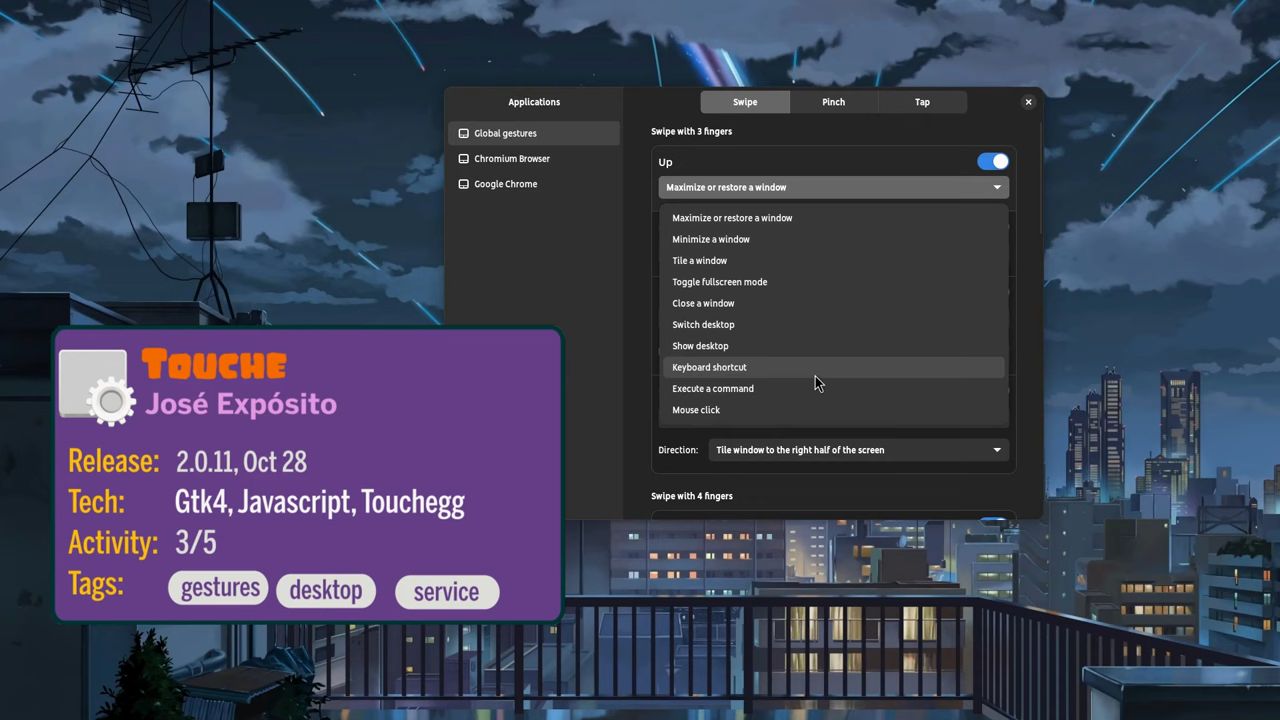 Applications
Global gestures
Chromium Browser
Google Chrome
Swipe
Pinch
Tap
Swipe with 3 fingers
Up
Maximize or restore a window
Maximize or restore a window
Minimize a window
Tile a window
Toggle fullscreen mode
Close a window
Switch desktop
Show desktop
Keyboard shortcut
Execute a command
Mouse click
Direction: Tile window to the right half of the screen
Swipe with 4 fingers
Touche
José Expósito
Release: 2.0.11, Oct 28
Tech: Gtk4, Javascript, Touchegg
Activity: 3/5
Tags: gestures desktop service